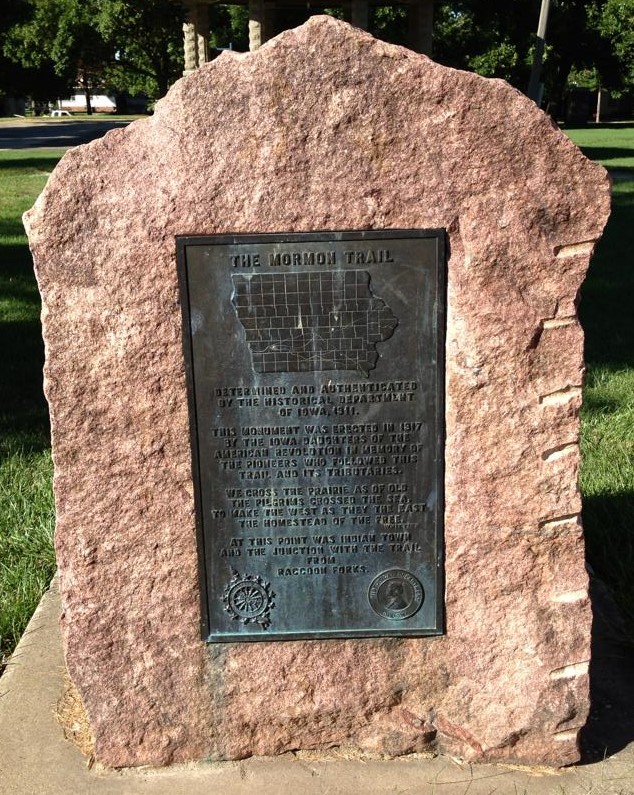 THE MORMON TRAIL
DETERMINED AND AUTHENTICATED
BY THE HISTORICAL DEPARTMENT
OF IOWA, 1911.
THIS MONUMENT WAS ERECTED IN 1917
BY THE IOWA DAUGHTERS OF THE
AMERICAN REVOLUTION IN MEMORY OF
THE PIONEERS WHO FOLLOWED THIS
TRAIL AND ITS TRIBUTARIES.
WE CROSS THE PRAIRIE AS OF OLD
THE PILGRIMS CROSSED THE SEA,
TO MAKE THE WEST AS THEY THE EAST,
THE HOMESTEAD OF THE FREE.
AT THIS POINT WAS INDIAN TOWN
AND THE JUNCTION WITH THE TRAIL
FROM
RACCOON FORKS.